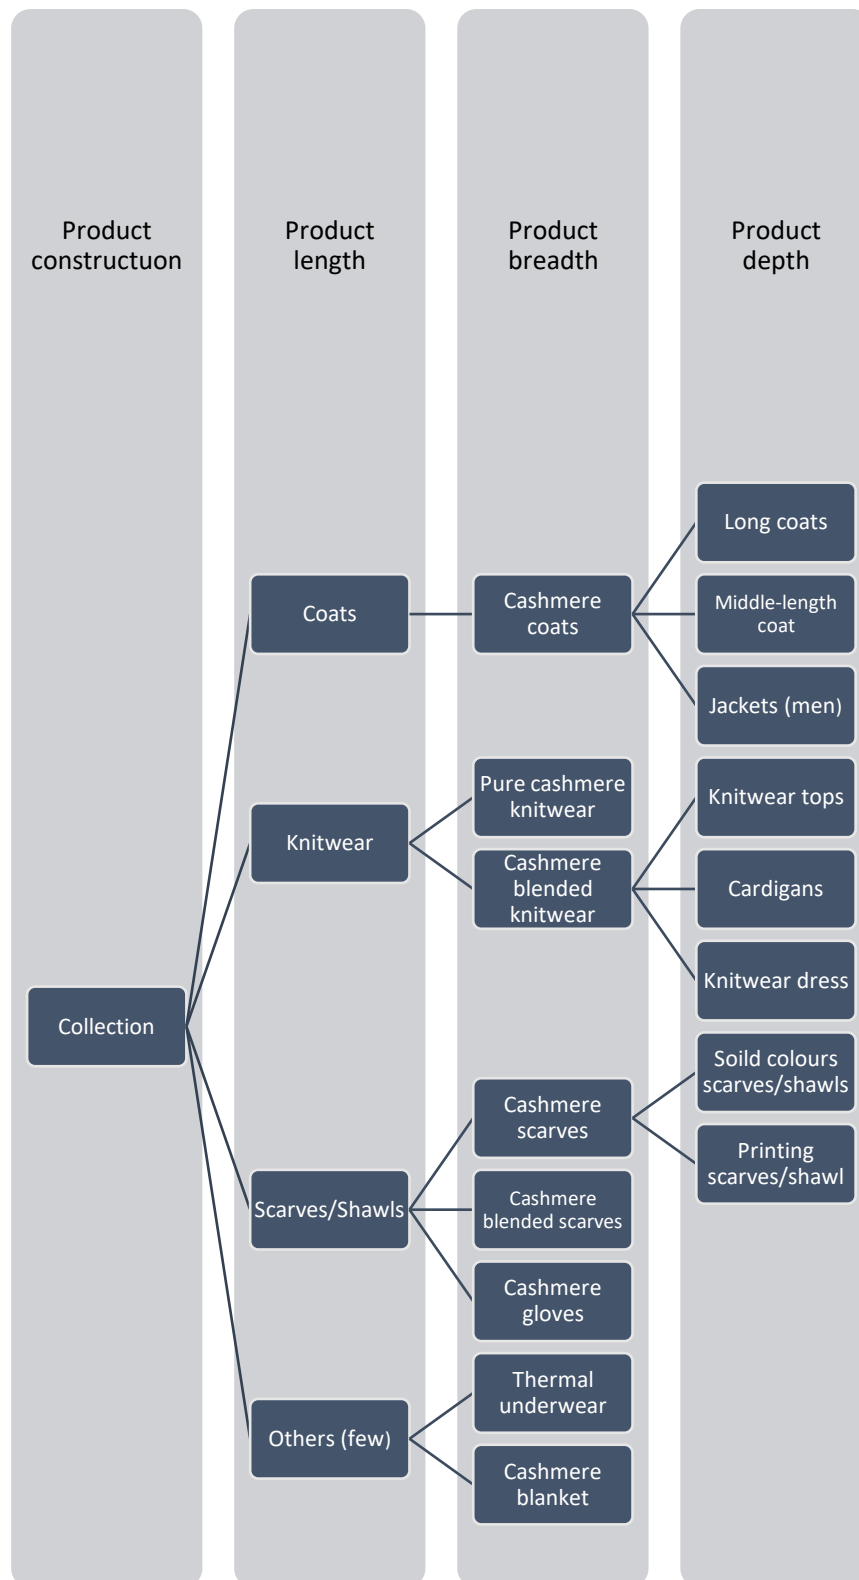 Product
constructuon
Product
length
Product
breadth
Product
depth
Collection
Coats
Cashmere
coats
Long coats
Middle-length
coat
Jackets (men)
Knitwear
Pure cashmere
knitwear
Cashmere
blended
knitwear
Knitwear tops
Cardigans
Knitwear dress
Scarves/Shawls
Cashmere
scarves
Soild colours
scarves/shawls
Printing
scarves/shawl
Cashmere
blended scarves
Cashmere
gloves
Others (few)
Thermal
underwear
Cashmere
blanket